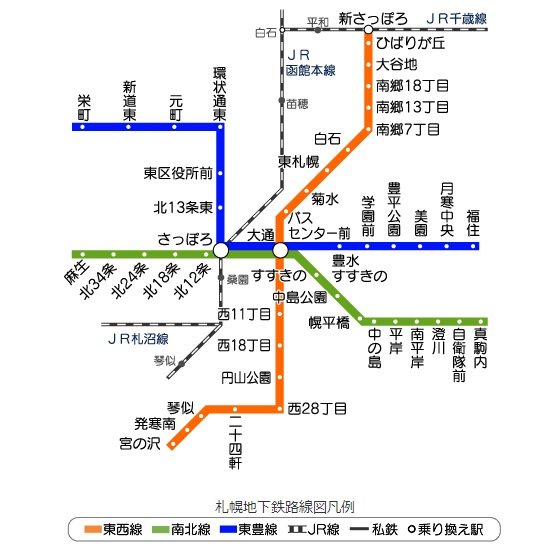 新さっぽろ
ＪＲ千歳線
平和
白石
ひばりが丘
ＪＲ
函館本線
大谷地
南郷18丁目
苗穂
南郷13丁目
環状通東
栄町
新道東
元町
南郷7丁目
白石
東札幌
東区役所前
菊水
北13条東
バス
センター前
学園前
豊平公園
美園
月寒中央
福住
さっぽろ
大通
豊水
すすきの
麻生
北34条
北24条
北18条
北12条
桑園
すすきの
中島公園
西11丁目
幌平橋
ＪＲ札沼線
中の島
平岸
南平岸
澄川
自衛隊前
真駒内
西18丁目
琴似
円山公園
琴似
西28丁目
発寒南
二十四軒
宮の沢
札幌地下鉄路線図凡例
東西線 南北線 東豊線 JR線 私鉄 乗り換え駅